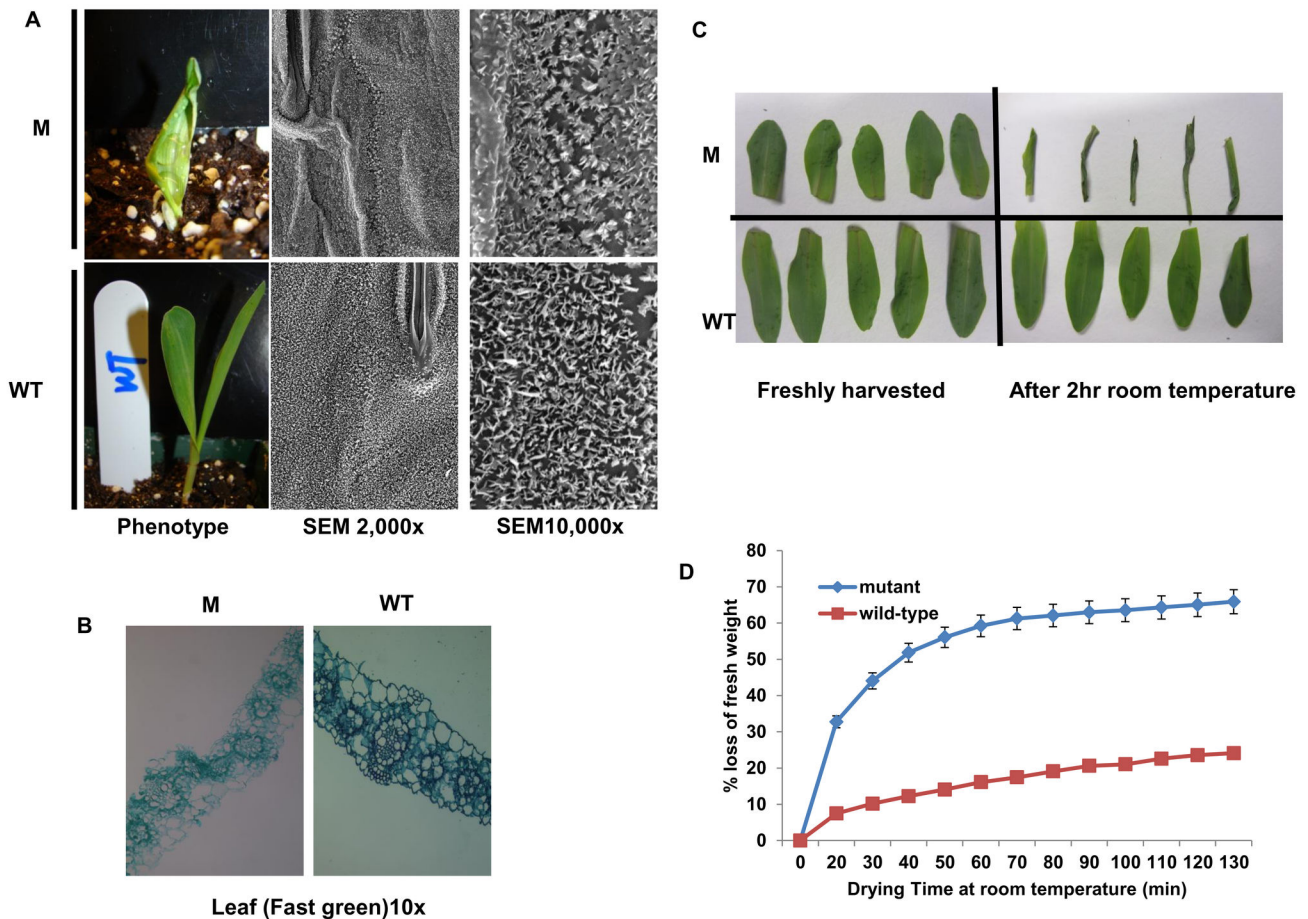 A
M
WT
WT
Phenotype
SEM 2,000x
SEM10,000x
B
M
WT
Leaf (Fast green)10x
C
M
WT
Freshly harvested
After 2hr room temperature
D
% loss of fresh weight
80
70
60
50
40
30
20
10
0
mutant
wild-type
0 20 30 40 50 60 70 80 90 100 110 120 130
Drying Time at room temperature (min)